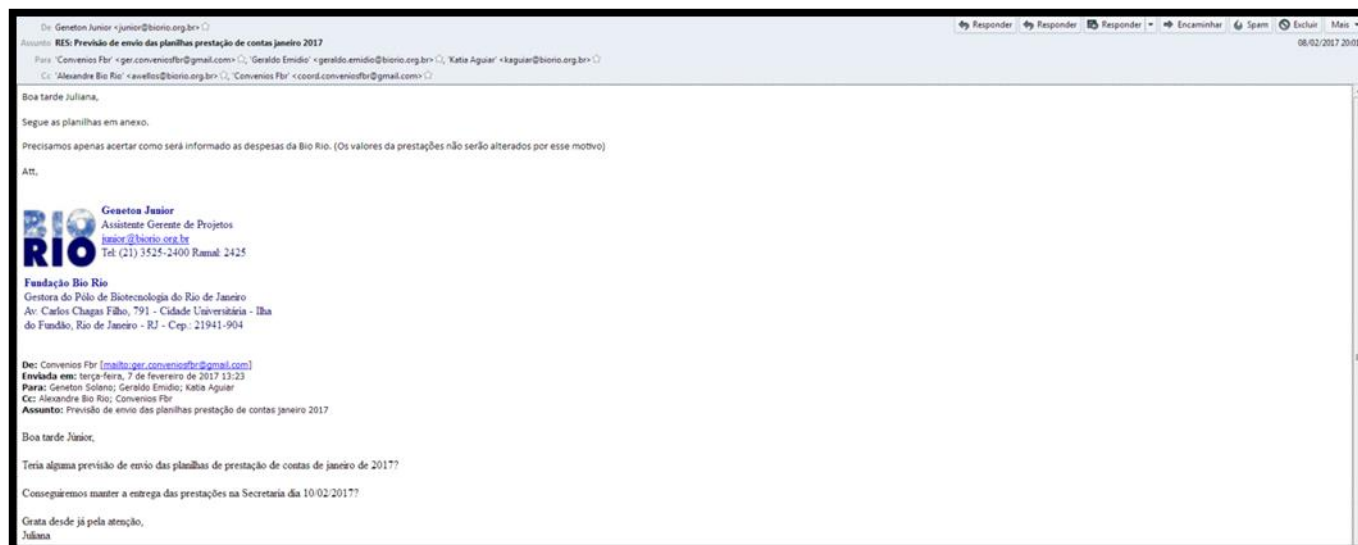 De Geneton Junior <junior@biorio.org.br>
Responder Responder Responder Encaminhar Spam Excluir Mais
Assunto RES: Previsão de envio das planilhas prestação de contas janeiro 2017
08/02/2017 20:01
Para 'Convenios Fbr' <ger.conveniosfbr@gmail.com>, 'Geraldo Emidio' <geraldo.emidio@biorio.org.br>, 'Katia Aguiar' <kaguiar@biorio.org.br>
Cc 'Alexandre Bio Rio' <awellos@biorio.org.br>, 'Convenios Fbr' <coord.conveniosfbr@gmail.com>
Boa tarde Juliana,
Segue as planilhas em anexo.
Precisamos apenas acertar como será informado as despesas da Bio Rio. (Os valores da prestações não serão alterados por esse motivo)
Att,
BIO RIO
Geneton Junior
Assistente Gerente de Projetos
junior@biorio.org.br
Tel: (21) 3525-2400 Ramal: 2425
Fundação Bio Rio
Gestora do Pólo de Biotecnologia do Rio de Janeiro
Av. Carlos Chagas Filho, 791 - Cidade Universitária - Ilha
do Fundão, Rio de Janeiro - RJ - Cep.: 21941-904
De: Convenios Fbr [mailto:ger.conveniosfbr@gmail.com]
Enviada em: terça-feira, 7 de fevereiro de 2017 13:23
Para: Geneton Solano; Geraldo Emidio; Katia Aguiar
Cc: Alexandre Bio Rio; Convenios Fbr
Assunto: Previsão de envio das planilhas prestação de contas janeiro 2017
Boa tarde Júnior,
Teria alguma previsão de envio das planilhas de prestação de contas de janeiro de 2017?
Conseguiremos manter a entrega das prestações na Secretaria dia 10/02/2017?
Grata desde já pela atenção,
Juliana